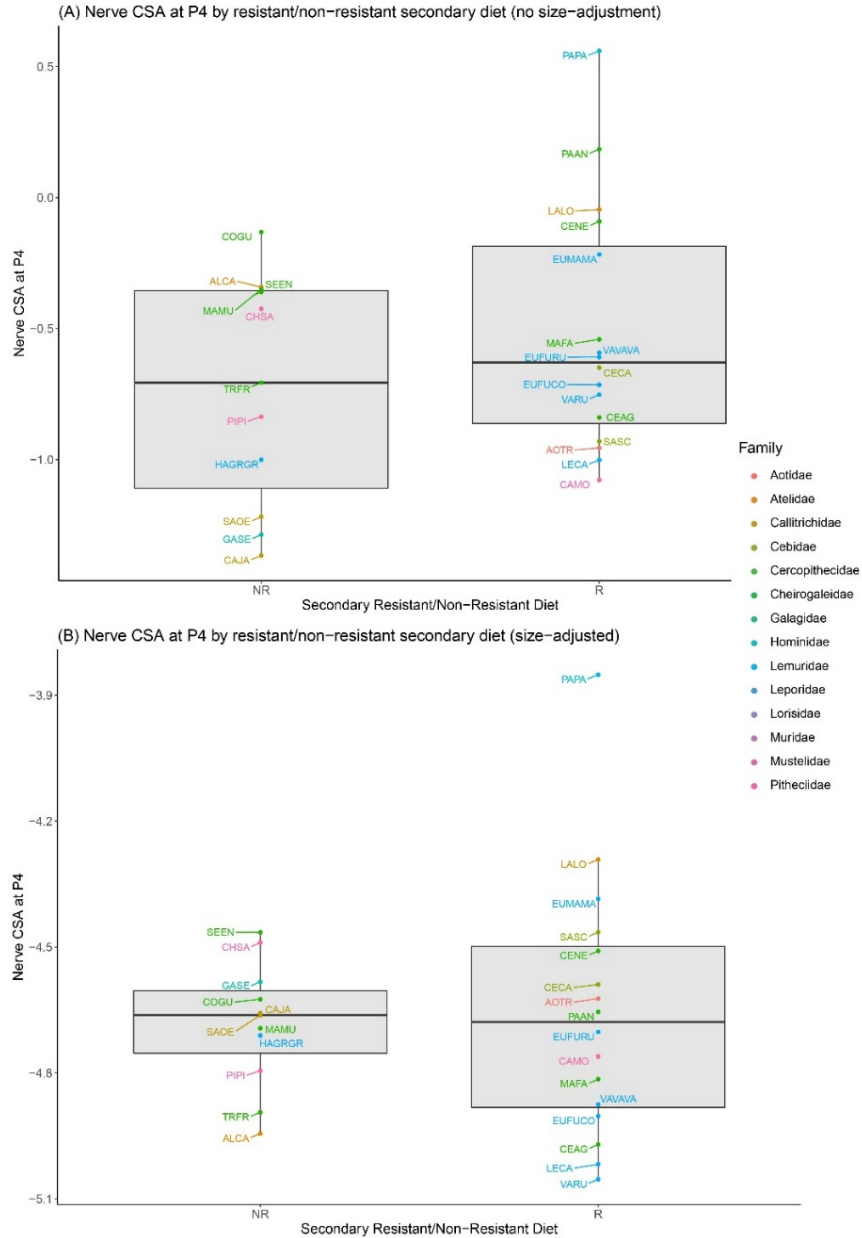 (A) Nerve CSA at P4 by resistant/non-resistant secondary diet (no size-adjustment)
0.5
0.0
−0.5
−1.0
Nerve CSA at P4
COGU
ALCA
SEEN
MAMU
CHSA
TRFR
PIPI
HAGRGR
SAOE
GASE
CAJA
PAPA
PAAN
LALO
CENE
EUMAMA
MAFA
VAVAVA
EUFURU
CECA
EUFUCO
VARU
CEAG
SASC
AOTR
LECA
CAMO
NR
R
Secondary Resistant/Non-Resistant Diet
Family
Aotidae
Atelidae
Callitrichidae
Cebidae
Cercopithecidae
Cheirogaleidae
Galagidae
Hominidae
Lemuridae
Leporidae
Lorisidae
Muridae
Mustelidae
Pitheciidae
(B) Nerve CSA at P4 by resistant/non-resistant secondary diet (size-adjusted)
−3.9
−4.2
−4.5
−4.8
−5.1
Nerve CSA at P4
SEEN
CHSA
GASE
COGU
CAJA
SAOE
MAMU
HAGRGR
PIPI
TRFR
ALCA
PAPA
LALO
EUMAMA
SASC
CENE
CECA
AOTR
PAAN
EUFURU
CAMO
MAFA
VAVAVA
EUFUCO
CEAG
LECA
VARU
NR
R
Secondary Resistant/Non-Resistant Diet